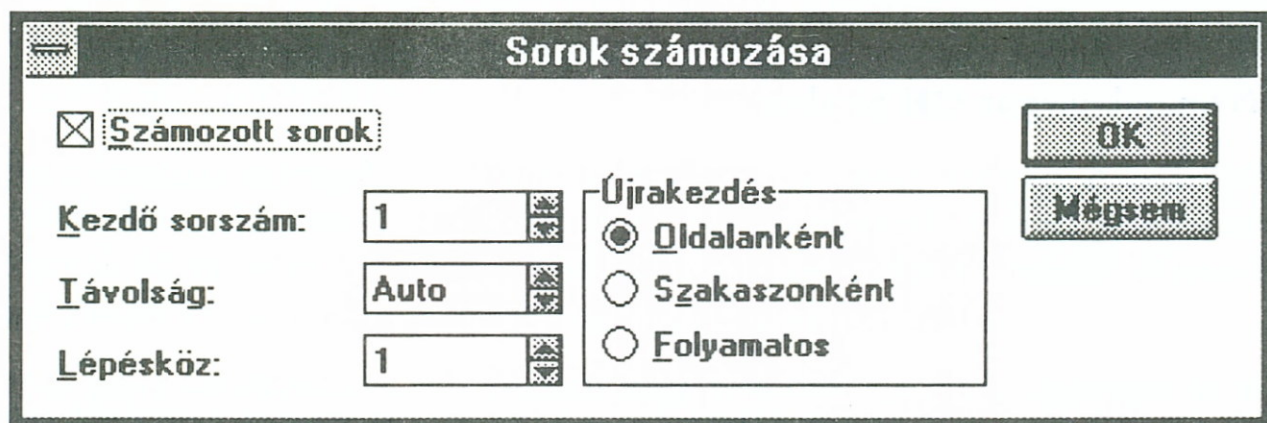 Sorok számozása
Számozott sorok
Kezdő sorszám: 1
Távolság: Auto
Lépésköz: 1
Újrakezdés
Oldalanként
Szakaszonként
Folyamatos
OK
Mégsem